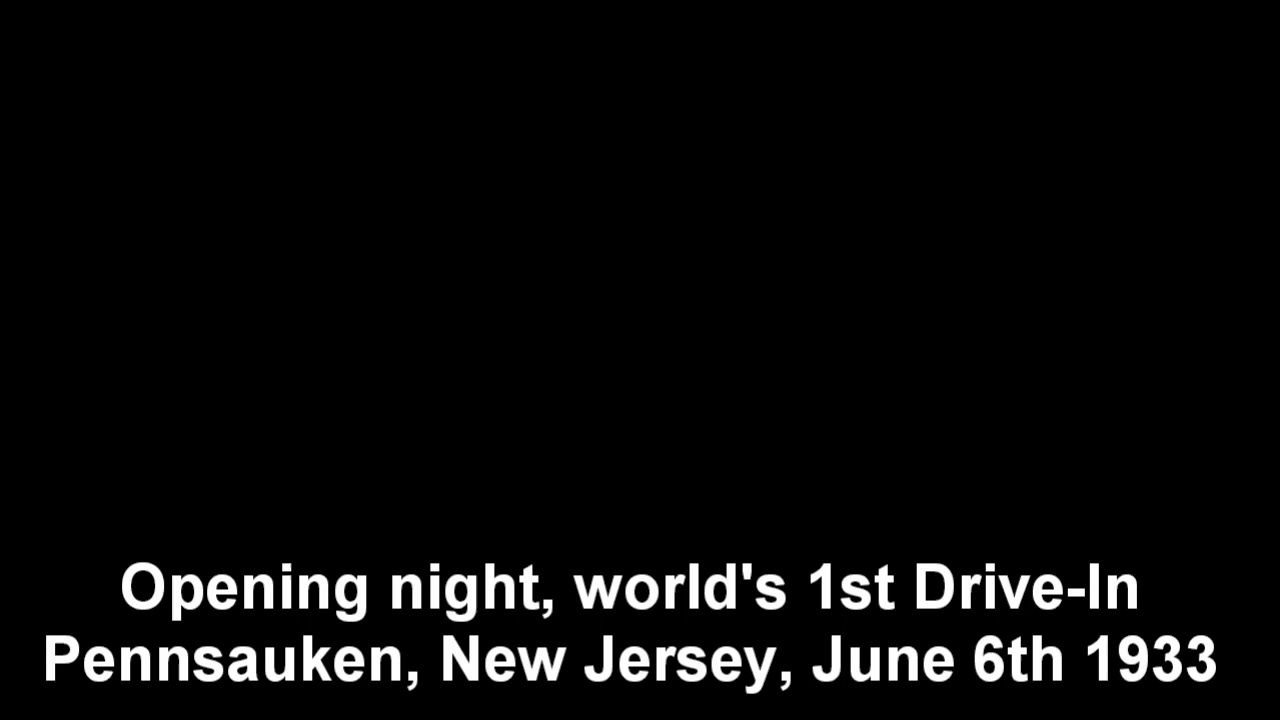 Opening night, world's 1st Drive-In
Pennsauken, New Jersey, June 6th 1933